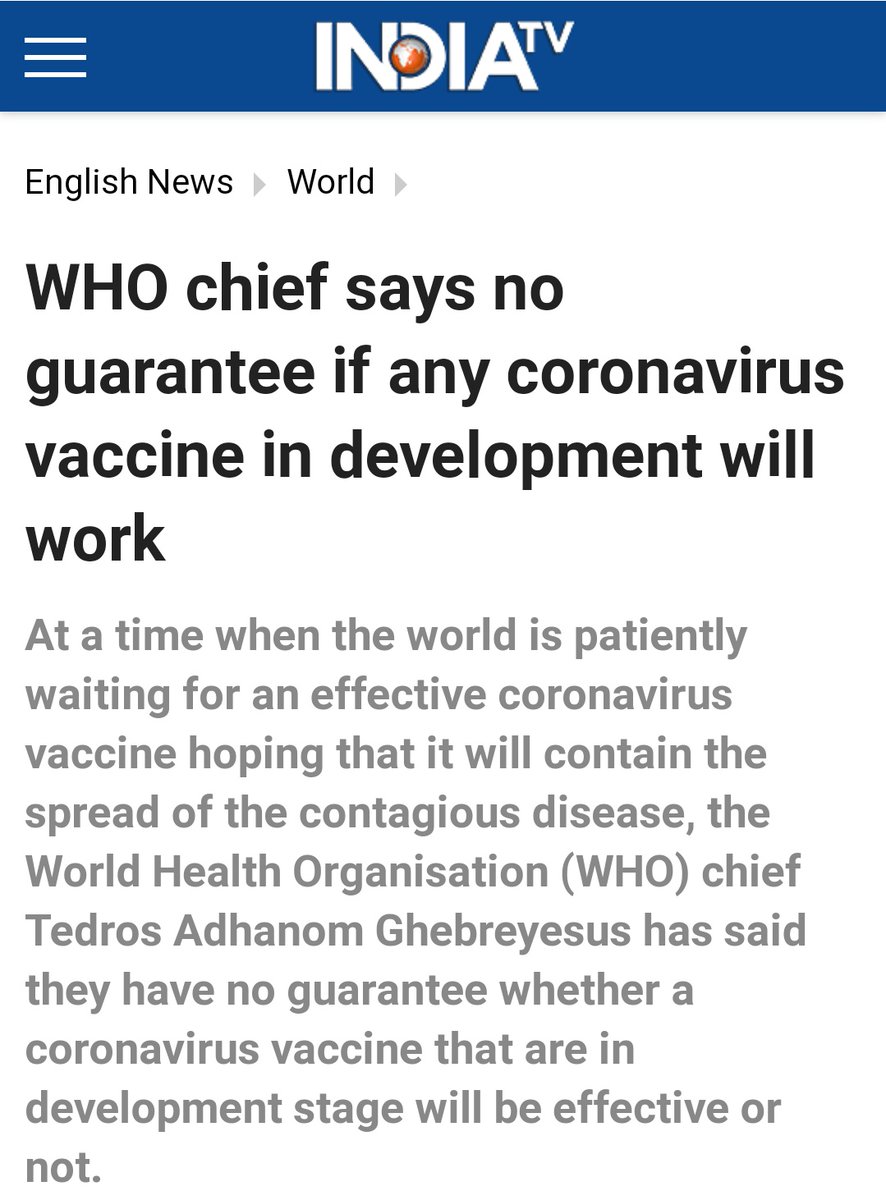 INDIA TV
English News World
WHO chief says no
guarantee if any coronavirus
vaccine in development will
work
At a time when the world is patiently
waiting for an effective coronavirus
vaccine hoping that it will contain the
spread of the contagious disease, the
World Health Organisation (WHO) chief
Tedros Adhanom Ghebreyesus has said
they have no guarantee whether a
coronavirus vaccine that are in
development stage will be effective or
not.